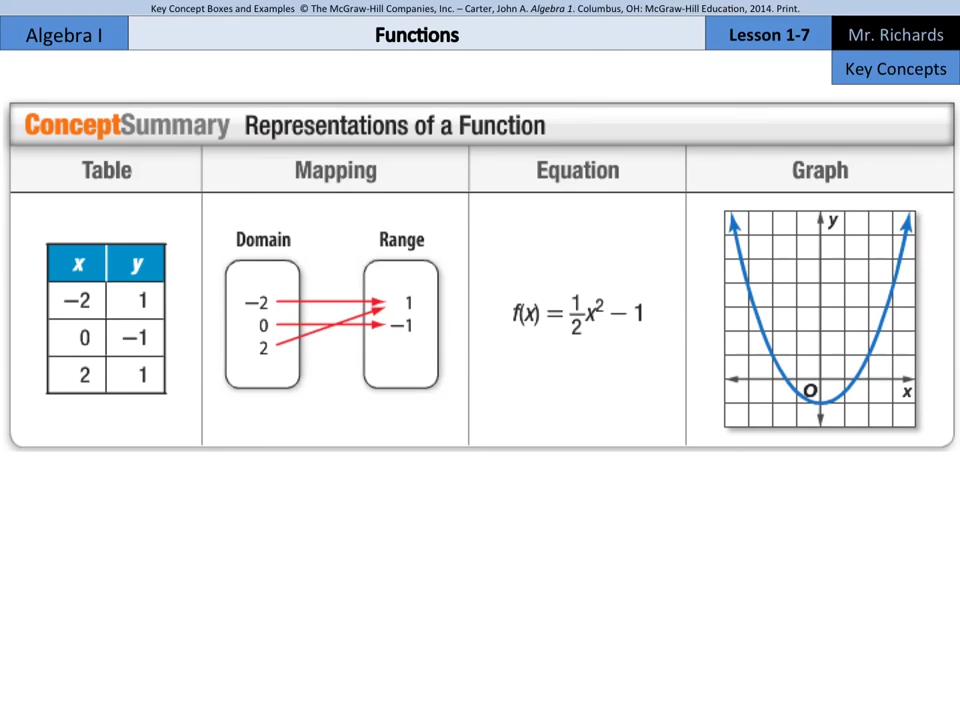 Key Concept Boxes and Examples © The McGraw-Hill Companies, Inc. – Carter, John A. Algebra 1. Columbus, OH: McGraw-Hill Education, 2014. Print.
Algebra I
Functions
Lesson 1-7
Mr. Richards
Key Concepts
ConceptSummary Representations of a Function
Table Mapping Equation Graph
x y
−2 1
0 −1
2 1
Domain Range
−2 1
0 −1
2
f(x) = 1/2 x² − 1
y
O x